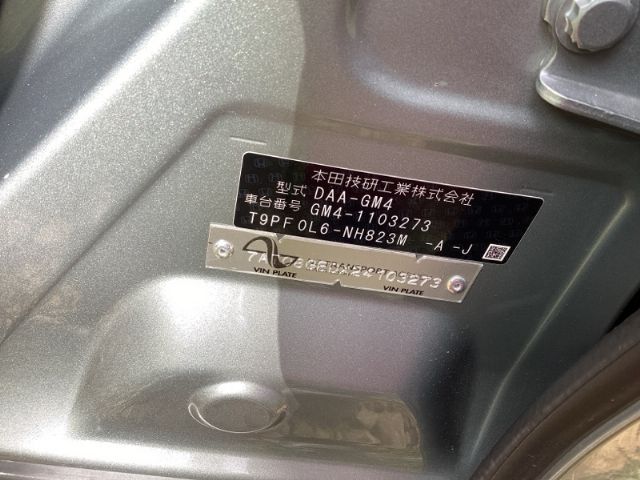 本田技研工業株式会社
型式 DAA-GM4
車台番号 GM4-1103273
T9PF 0L6-NH823M -A -J
VIN PLATE VIN PLATE